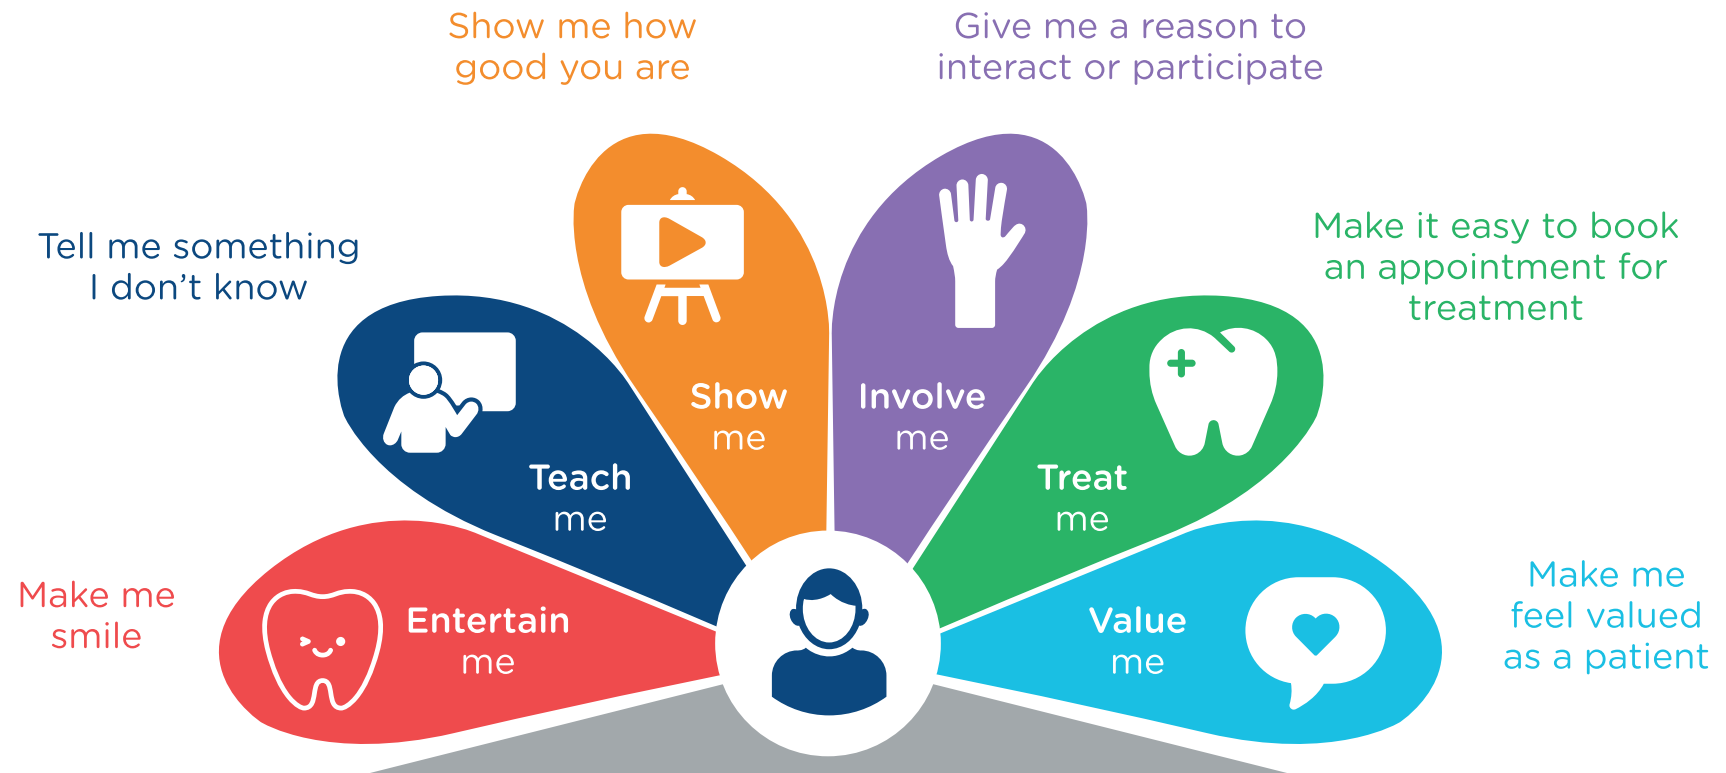 Show me how
good you are
Give me a reason to
interact or participate
Tell me something
I don't know
Make it easy to book
an appointment for
treatment
Show
me
Involve
me
Teach
me
Treat
me
Make me
smile
Entertain
me
Value
me
Make me
feel valued
as a patient